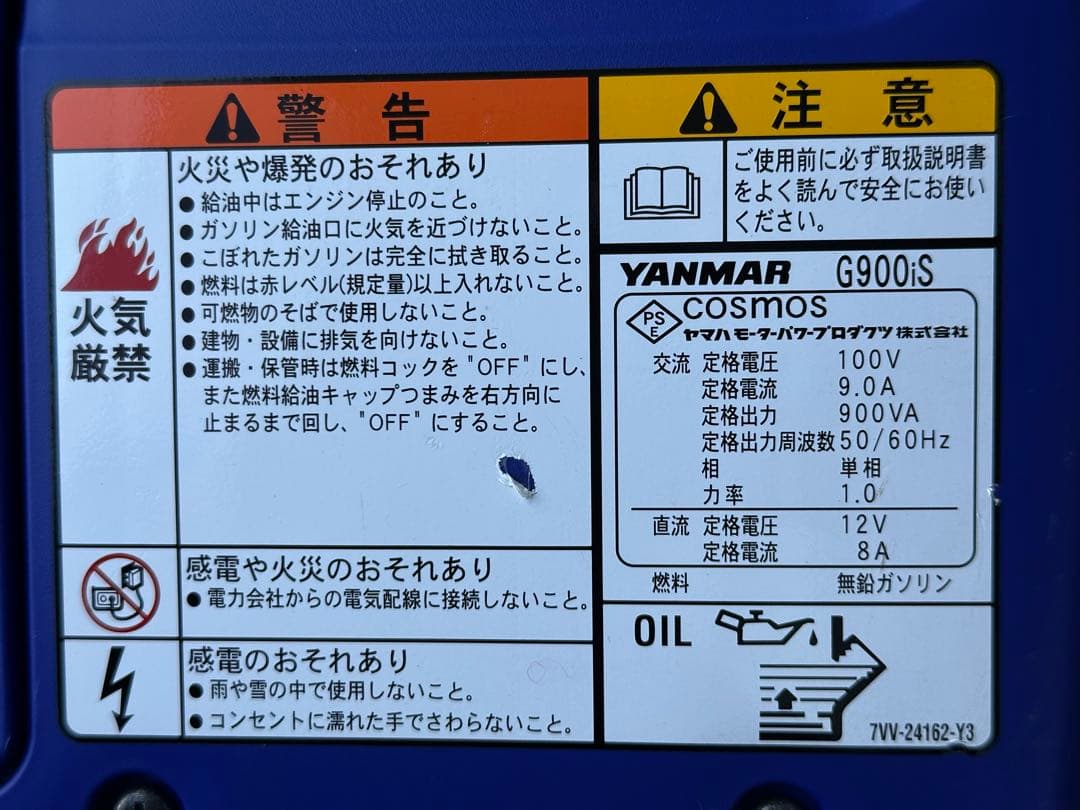 警告
火気
厳禁
火災や爆発のおそれあり
● 給油中はエンジン停止のこと。
● ガソリン給油口に火気を近づけないこと。
● こぼれたガソリンは完全に拭き取ること。
● 燃料は赤レベル(規定量)以上入れないこと。
● 可燃物のそばで使用しないこと。
● 建物・設備に排気を向けないこと。
● 運搬・保管時は燃料コックを"OFF"にし、
また燃料給油キャップつまみを右方向に
止まるまで回し、"OFF"にすること。
感電や火災のおそれあり
● 電力会社からの電気配線に接続しないこと。
感電のおそれあり
● 雨や雪の中で使用しないこと。
● コンセントに濡れた手でさわらないこと。
注意
ご使用前に必ず取扱説明書
をよく読んで安全にお使い
ください。
YANMAR G900iS
PS
E
cosmos
ヤマハモーターパワープロダクツ株式会社
交流 定格電圧 100V
定格電流 9.0A
定格出力 900VA
定格出力周波数 50/60Hz
相 単相
力率 1.0
直流 定格電圧 12V
定格電流 8A
燃料 無鉛ガソリン
OIL
7VV-24162-Y3